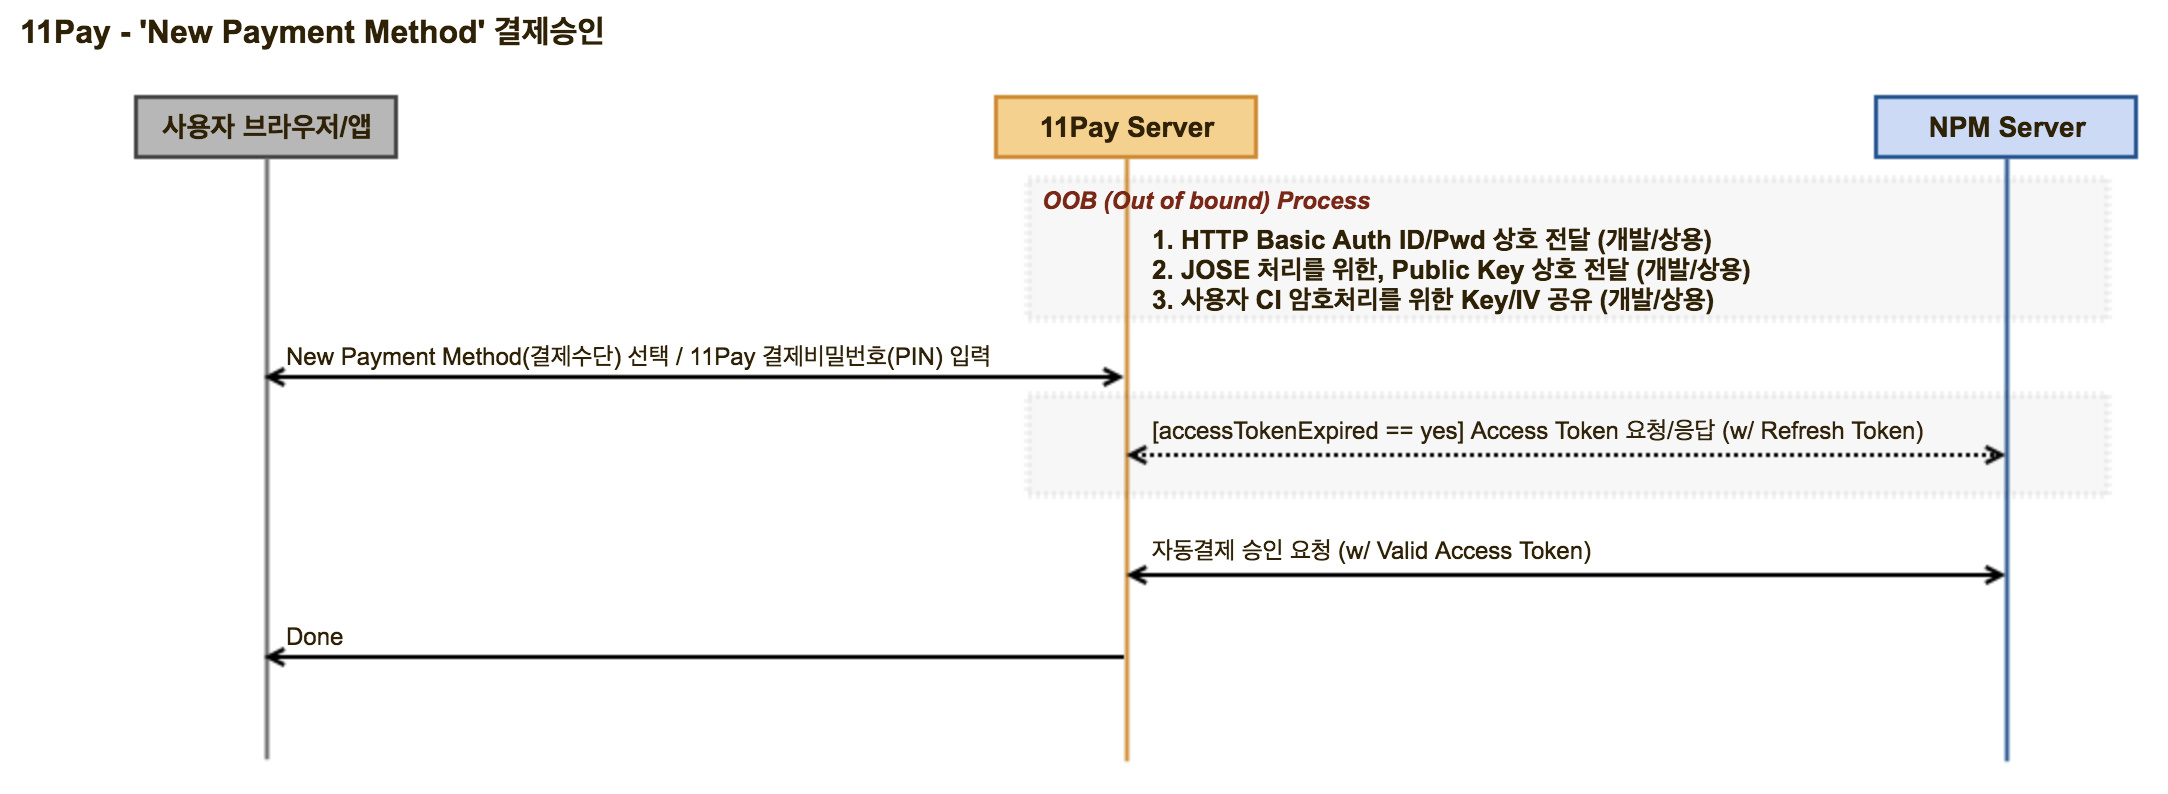 11Pay - 'New Payment Method' 결제승인
사용자 브라우저/앱
11Pay Server
NPM Server
OOB (Out of bound) Process
1. HTTP Basic Auth ID/Pwd 상호 전달 (개발/상용)
2. JOSE 처리를 위한, Public Key 상호 전달 (개발/상용)
3. 사용자 CI 암호처리를 위한 Key/IV 공유 (개발/상용)
New Payment Method(결제수단) 선택 / 11Pay 결제비밀번호(PIN) 입력
[accessTokenExpired == yes] Access Token 요청/응답 (w/ Refresh Token)
자동결제 승인 요청 (w/ Valid Access Token)
Done